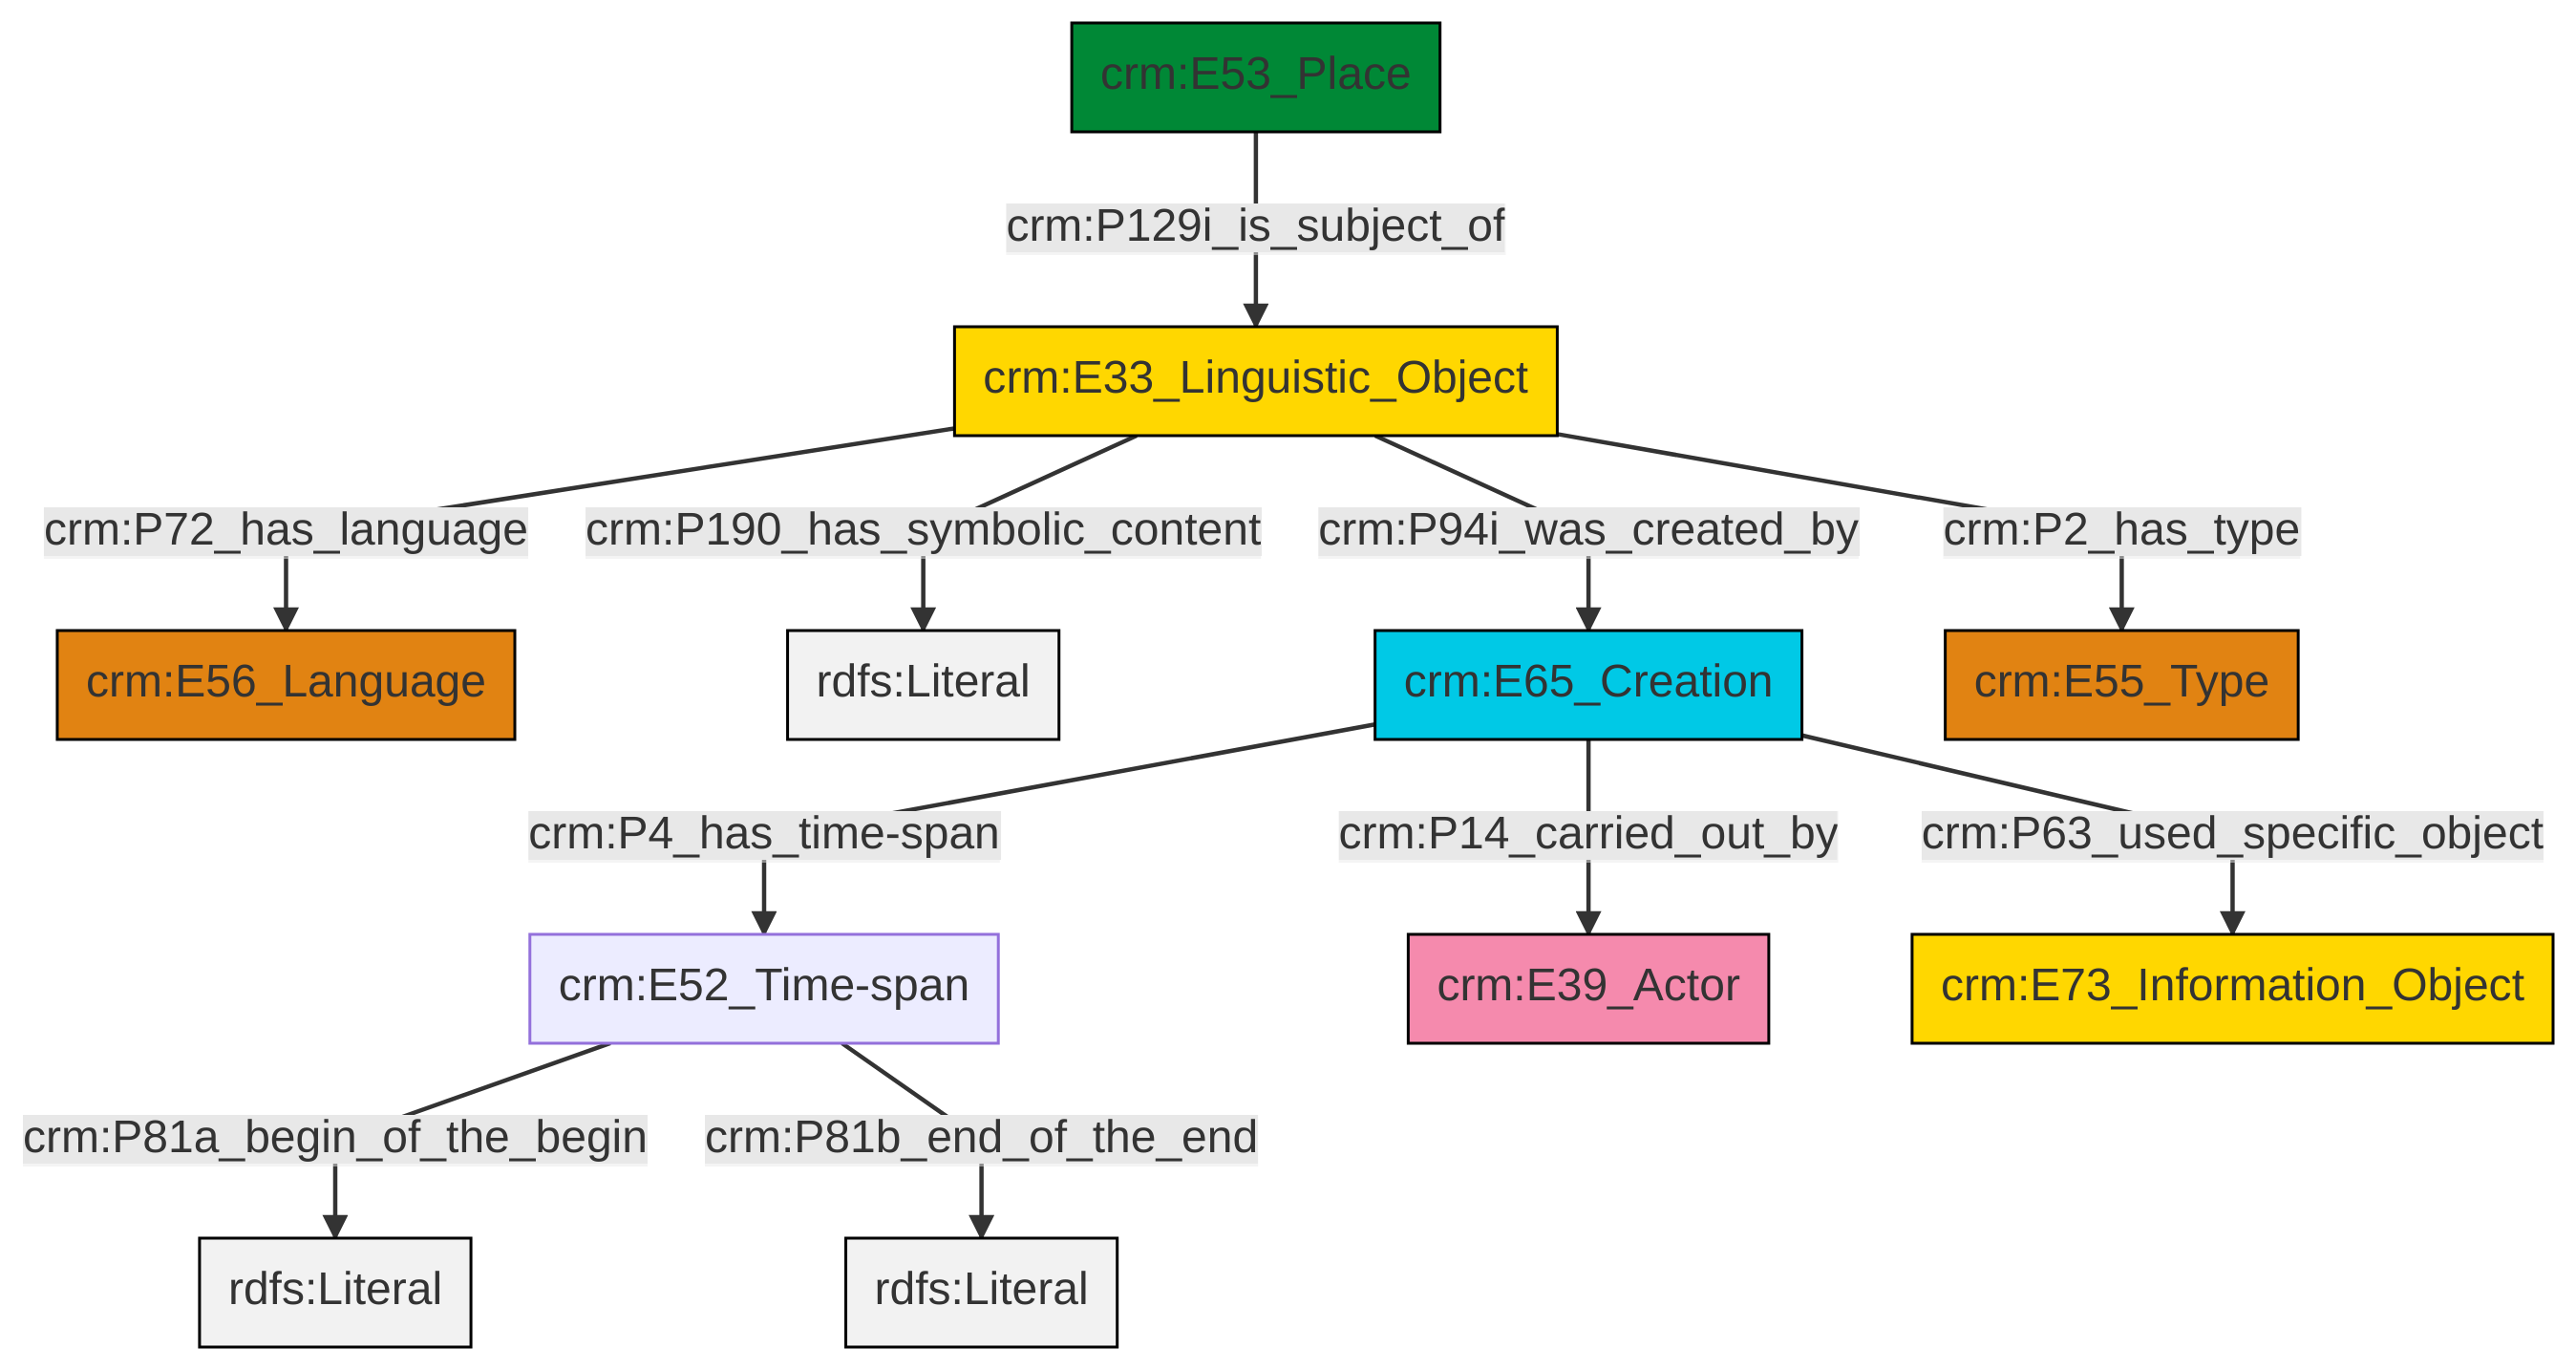 crm:E53_Place
crm:P129i_is_subject_of
crm:E33_Linguistic_Object
crm:P72_has_language
crm:P190_has_symbolic_content
crm:P94i_was_created_by
crm:P2_has_type
crm:E56_Language
rdfs:Literal
crm:E65_Creation
crm:E55_Type
crm:P4_has_time-span
crm:P14_carried_out_by
crm:P63_used_specific_object
crm:E52_Time-span
crm:E39_Actor
crm:E73_Information_Object
crm:P81a_begin_of_the_begin
crm:P81b_end_of_the_end
rdfs:Literal
rdfs:Literal